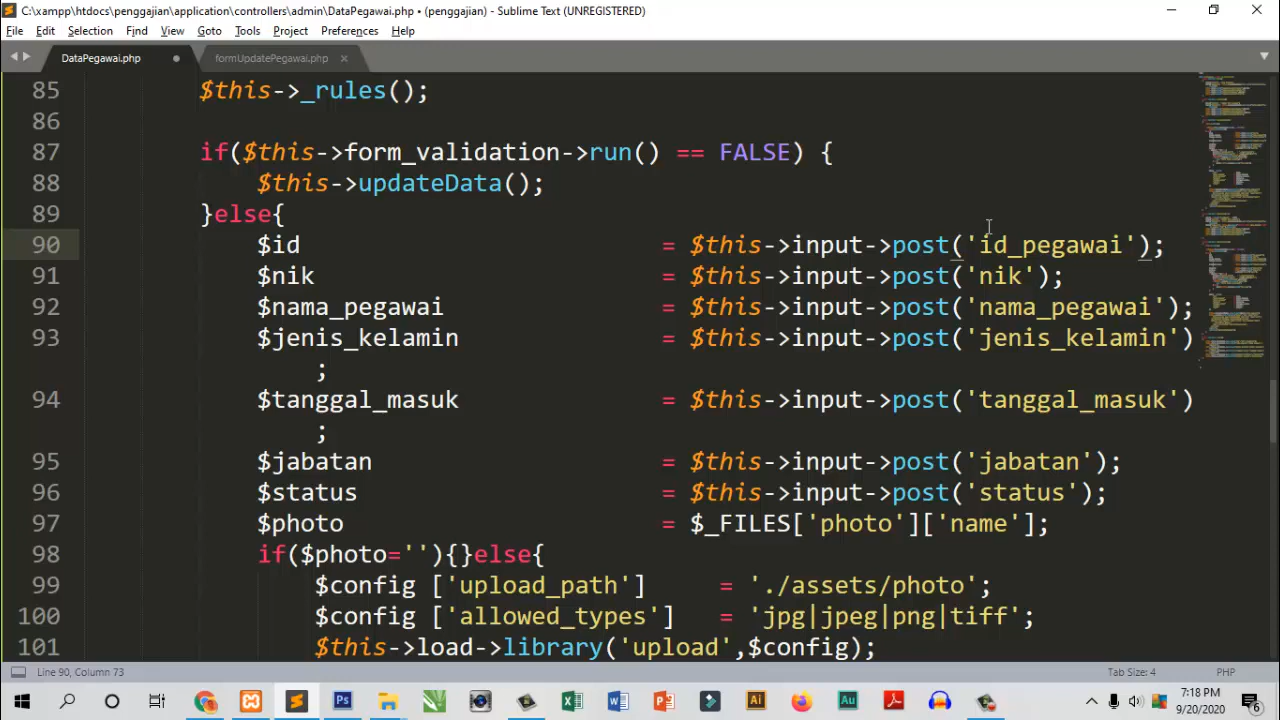 C:\xampp\htdocs\penggajian\application\controllers\admin\DataPegawai.php • (penggajian) - Sublime Text (UNREGISTERED)
File Edit Selection Find View Goto Tools Project Preferences Help
DataPegawai.php formUpdatePegawai.php
85 $this->_rules();
86
87 if($this->form_validation->run() == FALSE) {
88 $this->updateData();
89 }else{
90 $id = $this->input->post('id_pegawai');
91 $nik = $this->input->post('nik');
92 $nama_pegawai = $this->input->post('nama_pegawai');
93 $jenis_kelamin = $this->input->post('jenis_kelamin')
;
94 $tanggal_masuk = $this->input->post('tanggal_masuk')
;
95 $jabatan = $this->input->post('jabatan');
96 $status = $this->input->post('status');
97 $photo = $_FILES['photo']['name'];
98 if($photo=''){}else{
99 $config ['upload_path'] = './assets/photo';
100 $config ['allowed_types'] = 'jpg|jpeg|png|tiff';
101 $this->load->library('upload',$config);
Line 90, Column 73 Tab Size: 4 PHP
7:18 PM
9/20/2020
6